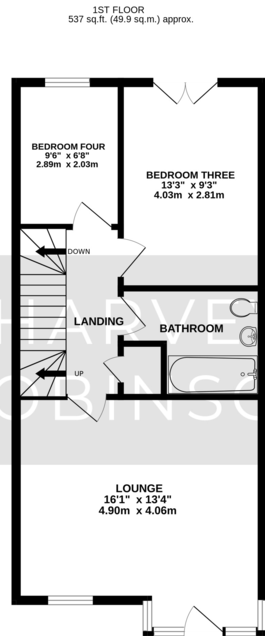 1ST FLOOR
537 sq.ft. (49.9 sq.m.) approx.
BEDROOM FOUR
9'6" x 6'8"
2.89m x 2.03m
BEDROOM THREE
13'3" x 9'3"
4.03m x 2.81m
DOWN
LANDING
BATHROOM
HARVE
UP
ROBINSO
LOUNGE
16'1" x 13'4"
4.90m x 4.06m